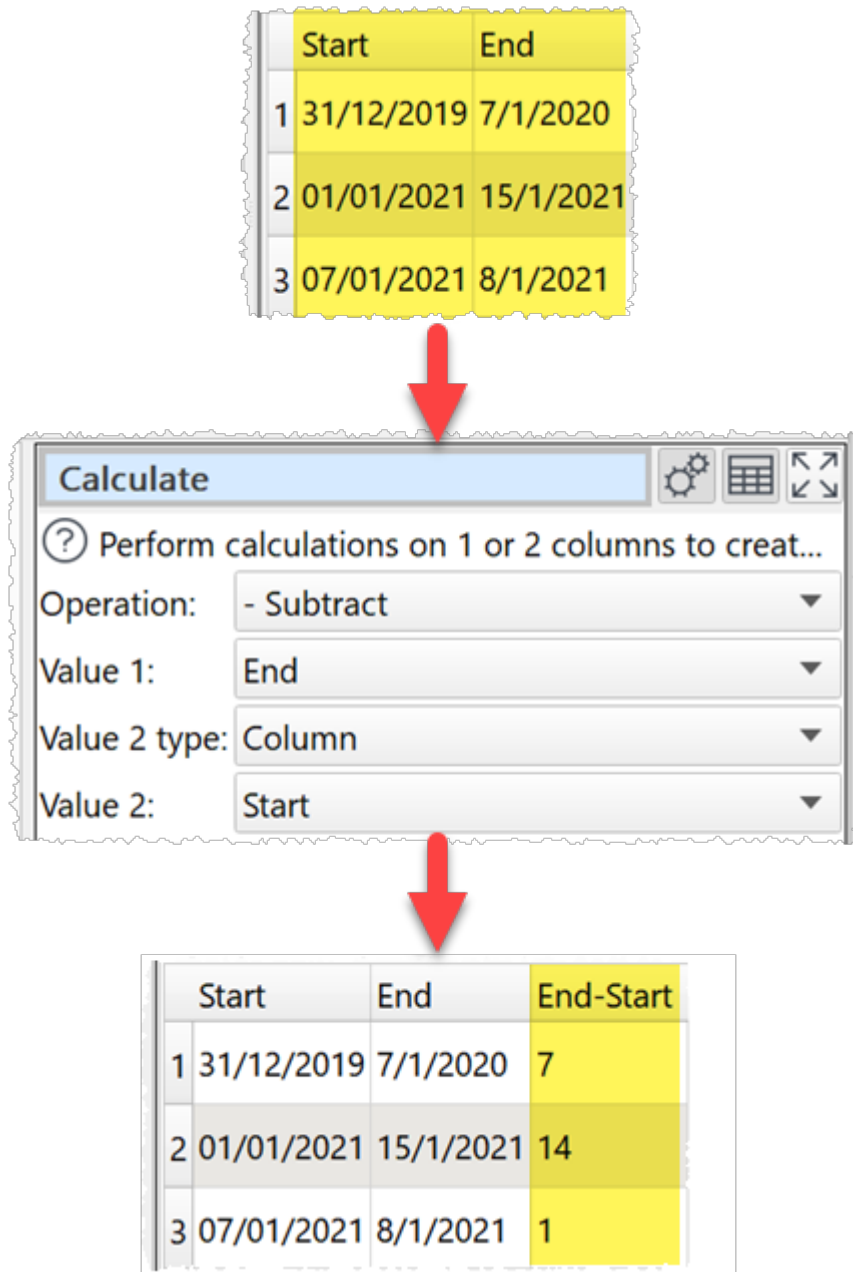 Start End
1 31/12/2019 7/1/2020
2 01/01/2021 15/1/2021
3 07/01/2021 8/1/2021
Calculate
? Perform calculations on 1 or 2 columns to creat...
Operation: - Subtract
Value 1: End
Value 2 type: Column
Value 2: Start
Start End End-Start
1 31/12/2019 7/1/2020 7
2 01/01/2021 15/1/2021 14
3 07/01/2021 8/1/2021 1